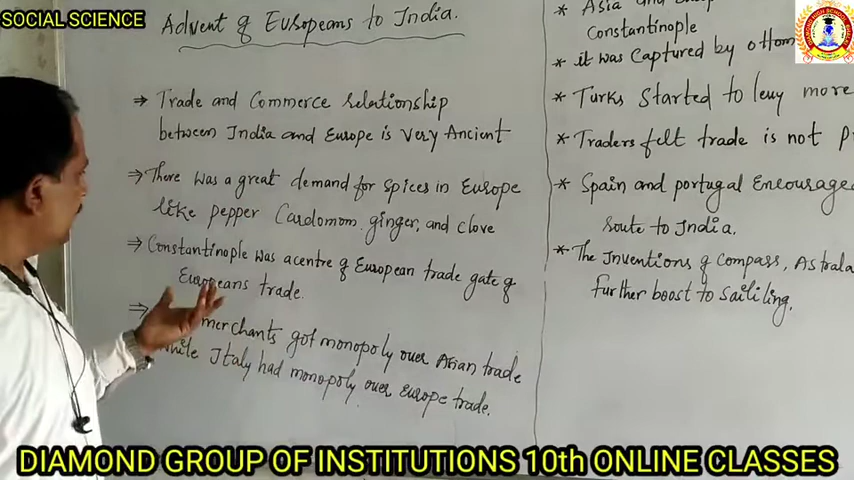 SOCIAL SCIENCE
Advent of Europeans to India.
⇒ Trade and Commerce relationship
between India and Europe is very Ancient
⇒ There was a great demand for spices in Europe
like pepper Cardomom ginger, and clove
⇒ Constantinople was a centre of European trade gate of
Europeans trade.
⇒ merchants got monopoly over Asian trade
while Italy had monopoly over Europe trade.
* Asia and
Constantinople
* it was captured by
* Turks Started to levy more
* Traders felt trade is not
* Spain and portugal Encourage
route to India.
* The Inventions of Compass,
further boost to sailiing.
DIAMOND GROUP OF INSTITUTIONS 10th ONLINE CLASSES